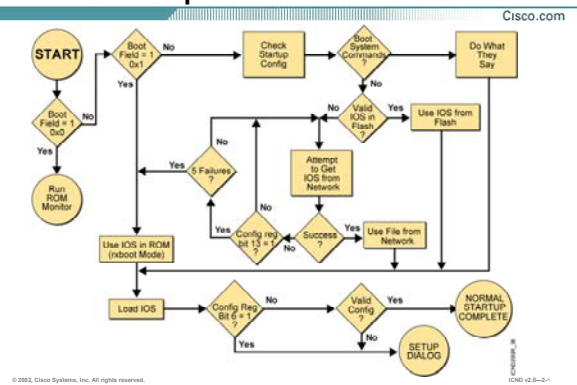 Cisco.com
START
Boot
Field = 1
0x1
No
Yes
Check
Startup
Config
Boot
System
Commands
?
No
Do What
They
Say
Boot
Field = 1
0x0
No
Yes
Run
ROM
Monitor
Valid
IOS in
Flash
?
Yes
No
Use IOS from
Flash
Attempt
to Get
IOS from
Network
No
5 Failures
?
Yes
No
Yes
Config reg
bit 13 = 1
?
No
Success
?
Yes
Use File from
Network
Use IOS in ROM
(rxboot Mode)
Load IOS
Config Reg
Bit 6 = 1
?
No
Yes
Valid
Config
?
Yes
No
NORMAL
STARTUP
COMPLETE
SETUP
DIALOG
© 2002, Cisco Systems, Inc. All rights reserved.
ICND v2.0—2-^